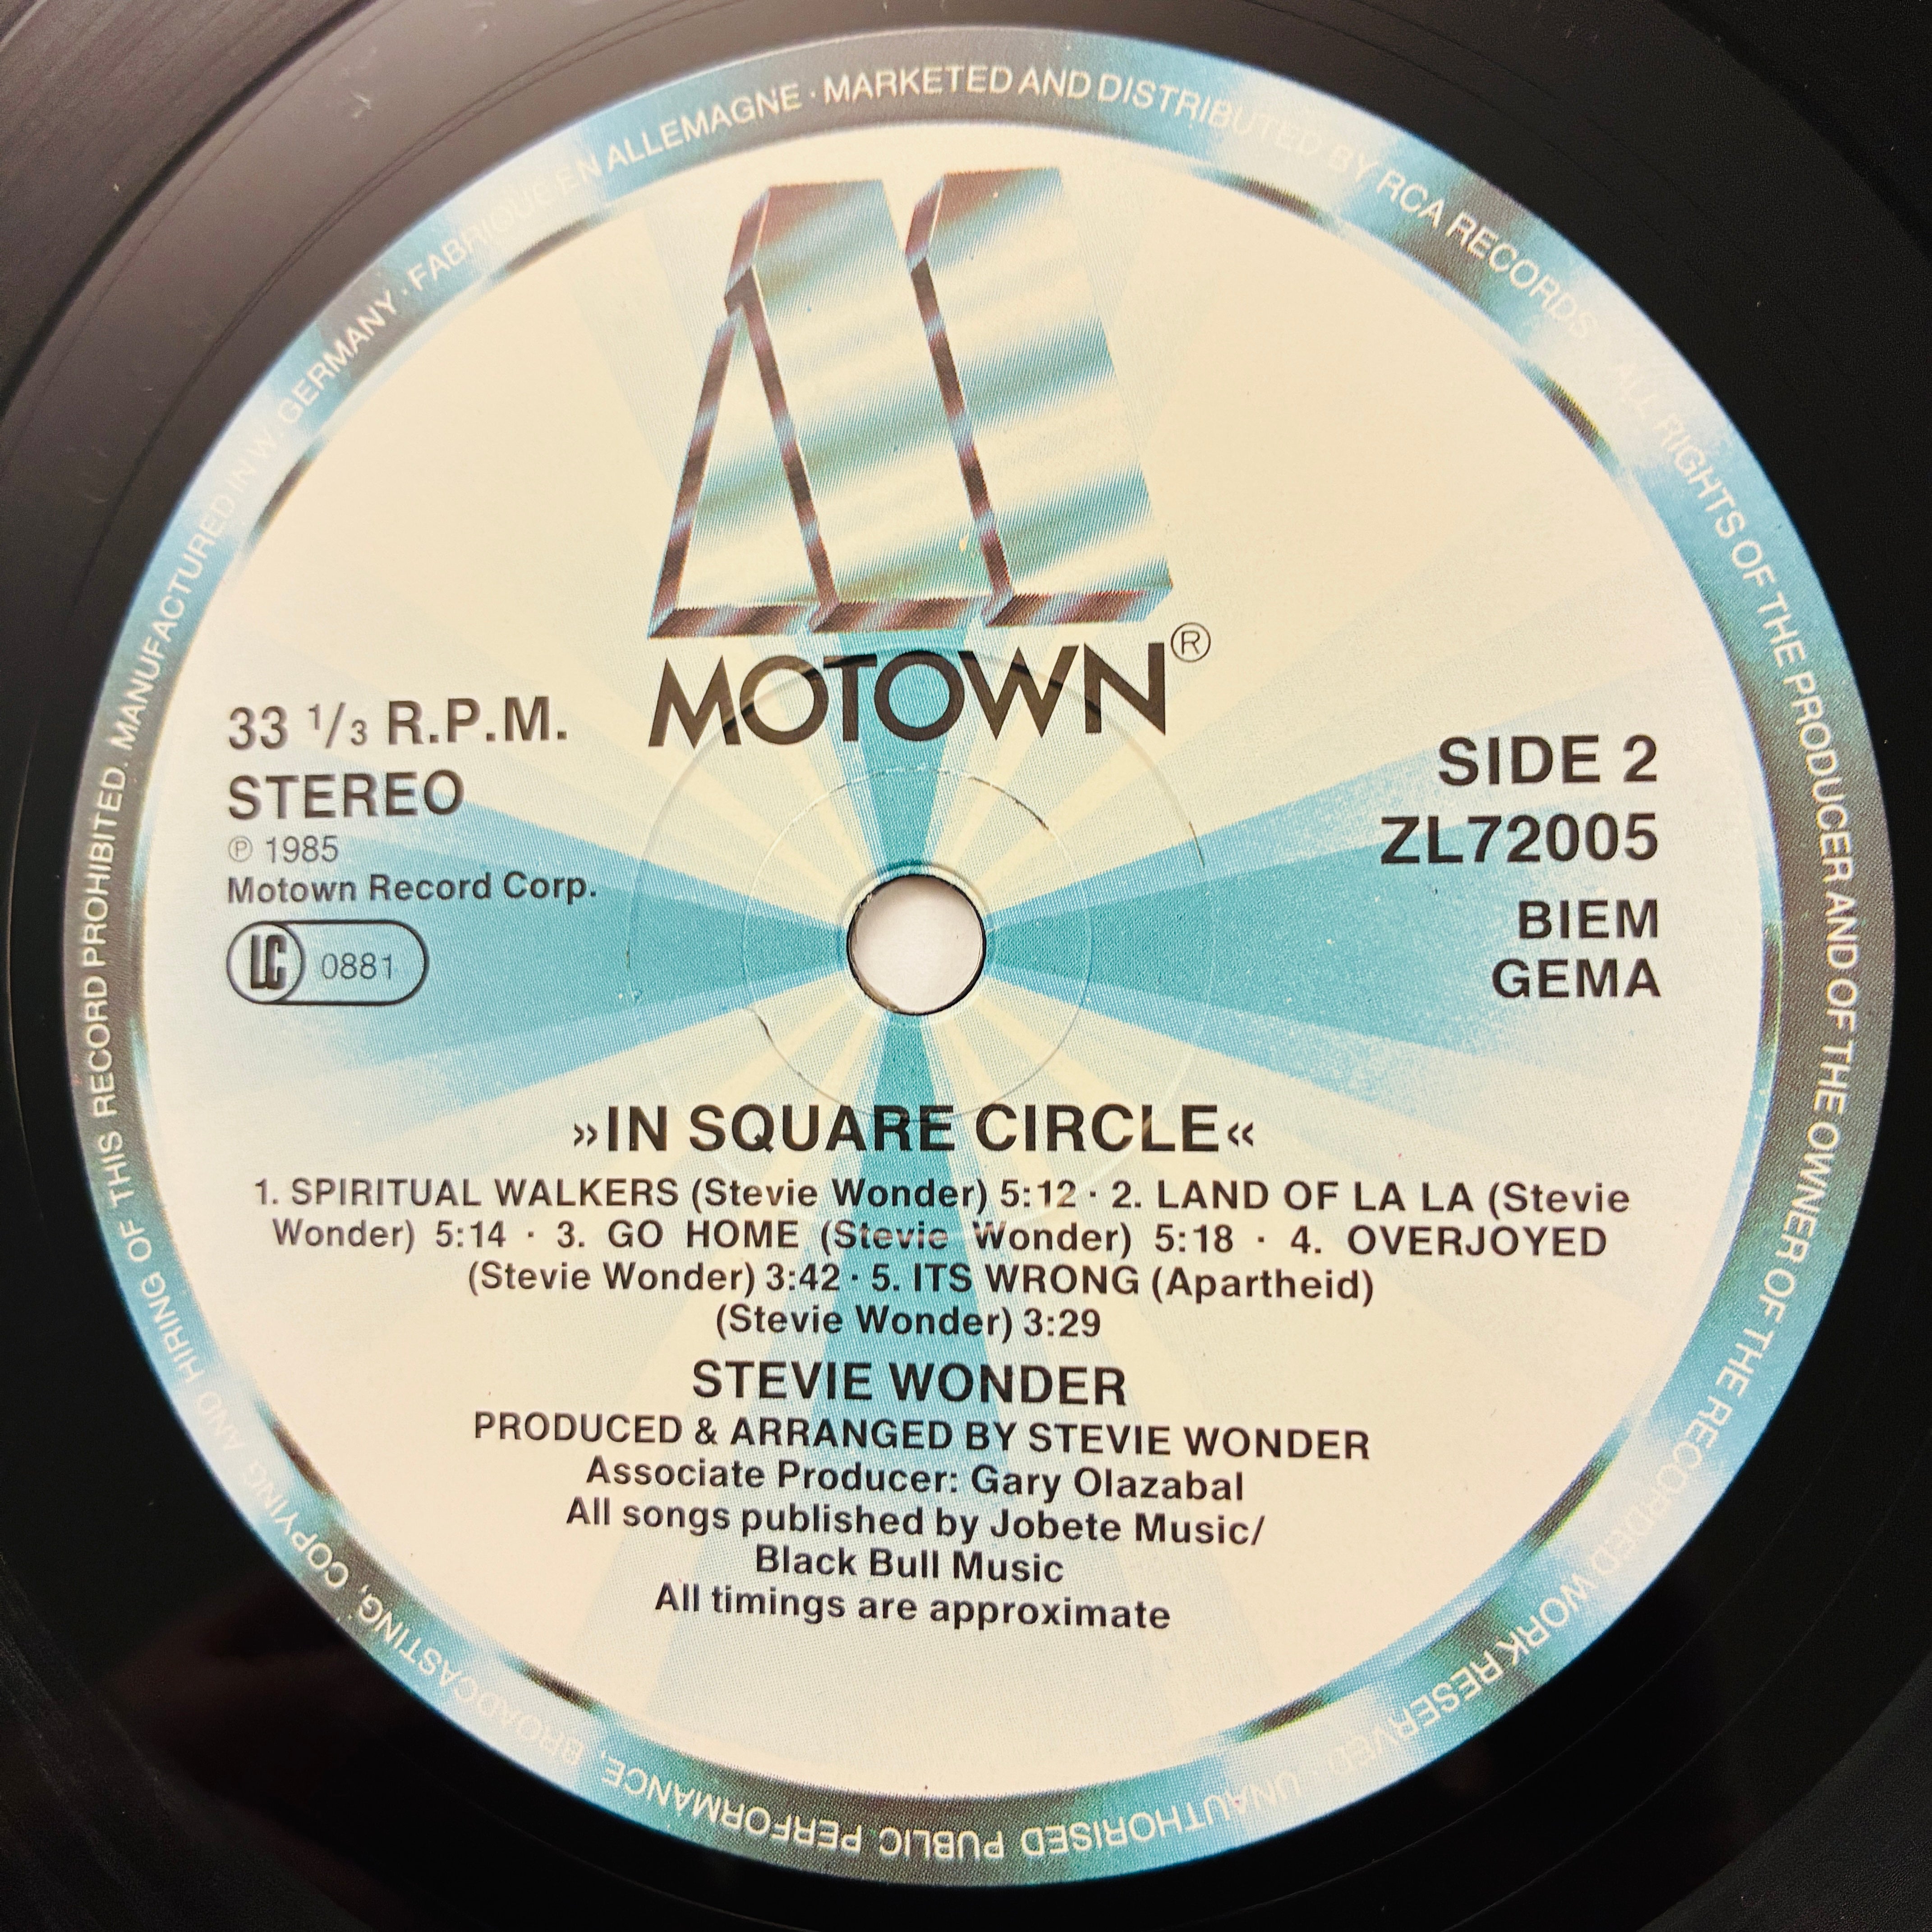 MANUFACTURED IN W. GERMANY · FABRIQUE EN ALLEMAGNE · MARKETED AND DISTRIBUTED BY RCA RECORDS · ALL RIGHTS OF THE PRODUCER AND OF THE OWNER OF THE RECORDED WORK RESERVED · UNAUTHORISED PUBLIC PERFORMANCE, BROADCASTING, COPYING AND HIRING OF THIS RECORD PROHIBITED.
MOTOWN®
33 1/3 R.P.M.
STEREO
℗ 1985
Motown Record Corp.
LC 0881
SIDE 2
ZL72005
BIEM
GEMA
»IN SQUARE CIRCLE«
1. SPIRITUAL WALKERS (Stevie Wonder) 5:12 · 2. LAND OF LA LA (Stevie
Wonder) 5:14 · 3. GO HOME (Stevie Wonder) 5:18 · 4. OVERJOYED
(Stevie Wonder) 3:42 · 5. ITS WRONG (Apartheid)
(Stevie Wonder) 3:29
STEVIE WONDER
PRODUCED & ARRANGED BY STEVIE WONDER
Associate Producer: Gary Olazabal
All songs published by Jobete Music/
Black Bull Music
All timings are approximate